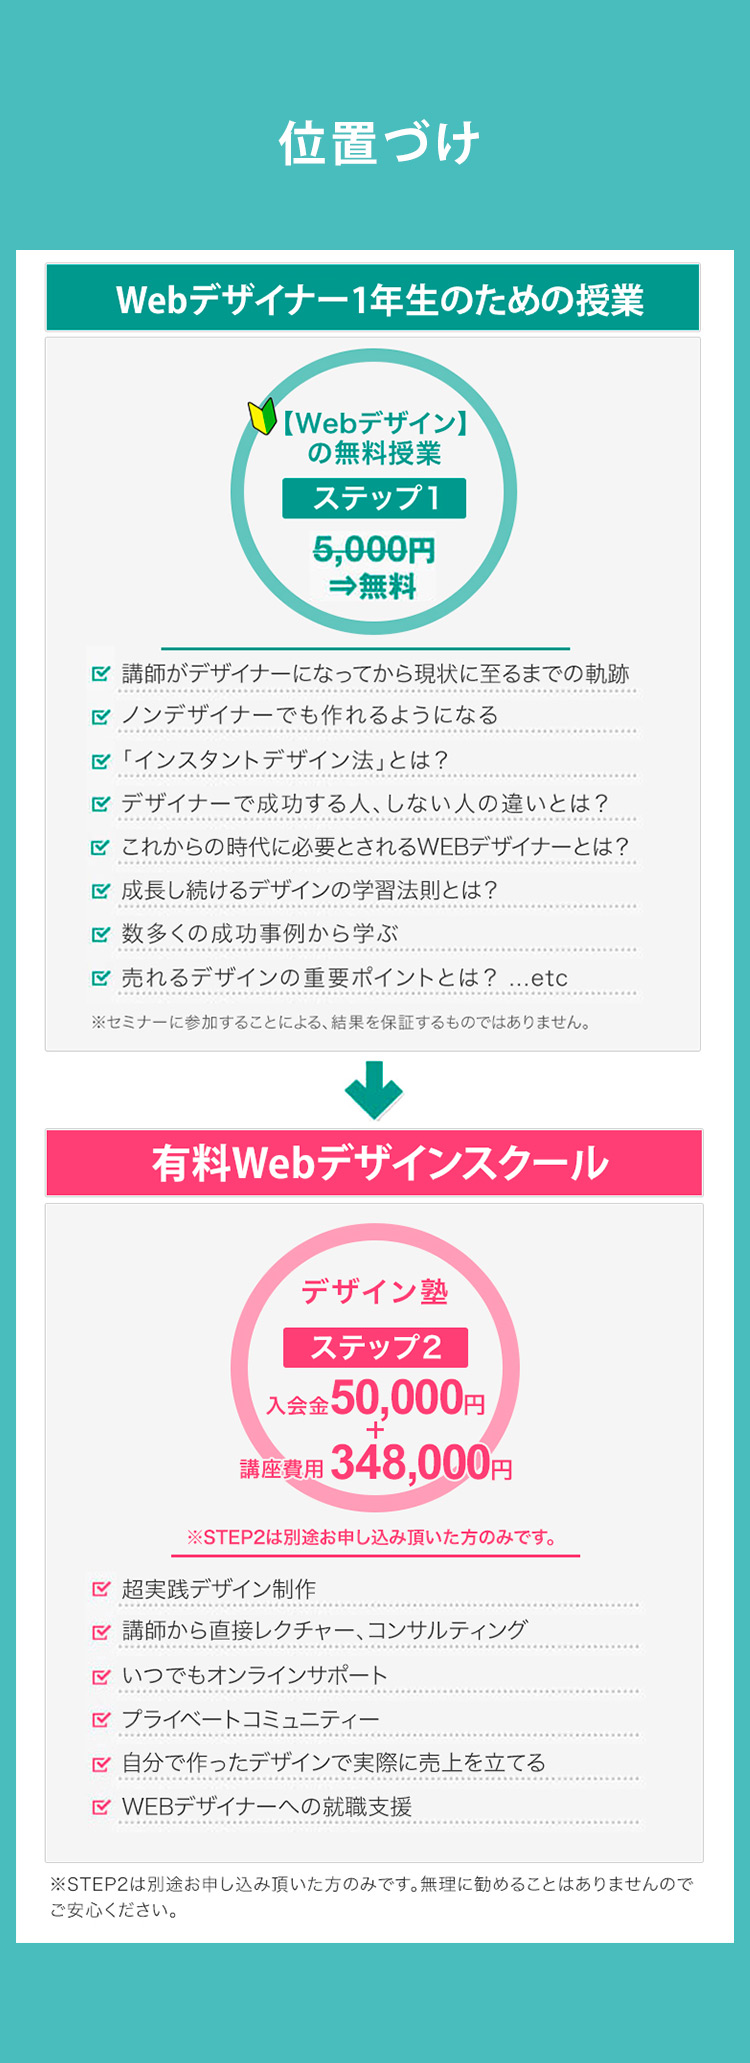 位置づけ
Webデザイナー1年生のための授業
【Webデザイン】
の無料授業
ステップ1
5,000円
⇒無料
講師がデザイナーになってから現状に至るまでの軌跡
ノンデザイナーでも作れるようになる
「インスタントデザイン法」とは？
デザイナーで成功する人、しない人の違いとは？
これからの時代に必要とされるWEBデザイナーとは？
成長し続けるデザインの学習法則とは？
数多くの成功事例から学ぶ
売れるデザインの重要ポイントとは？ …etc
※セミナーに参加することによる、結果を保証するものではありません。
有料Webデザインスクール
デザイン塾
ステップ2
入会金50,000円
+
講座費用 348,000円
※STEP2は別途お申し込み頂いた方のみです。
超実践デザイン制作
講師から直接レクチャー、コンサルティング
いつでもオンラインサポート
プライベートコミュニティー
自分で作ったデザインで実際に売上を立てる
WEBデザイナーへの就職支援
※STEP2は別途お申し込み頂いた方のみです。無理に勧めることはありませんので
ご安心ください。